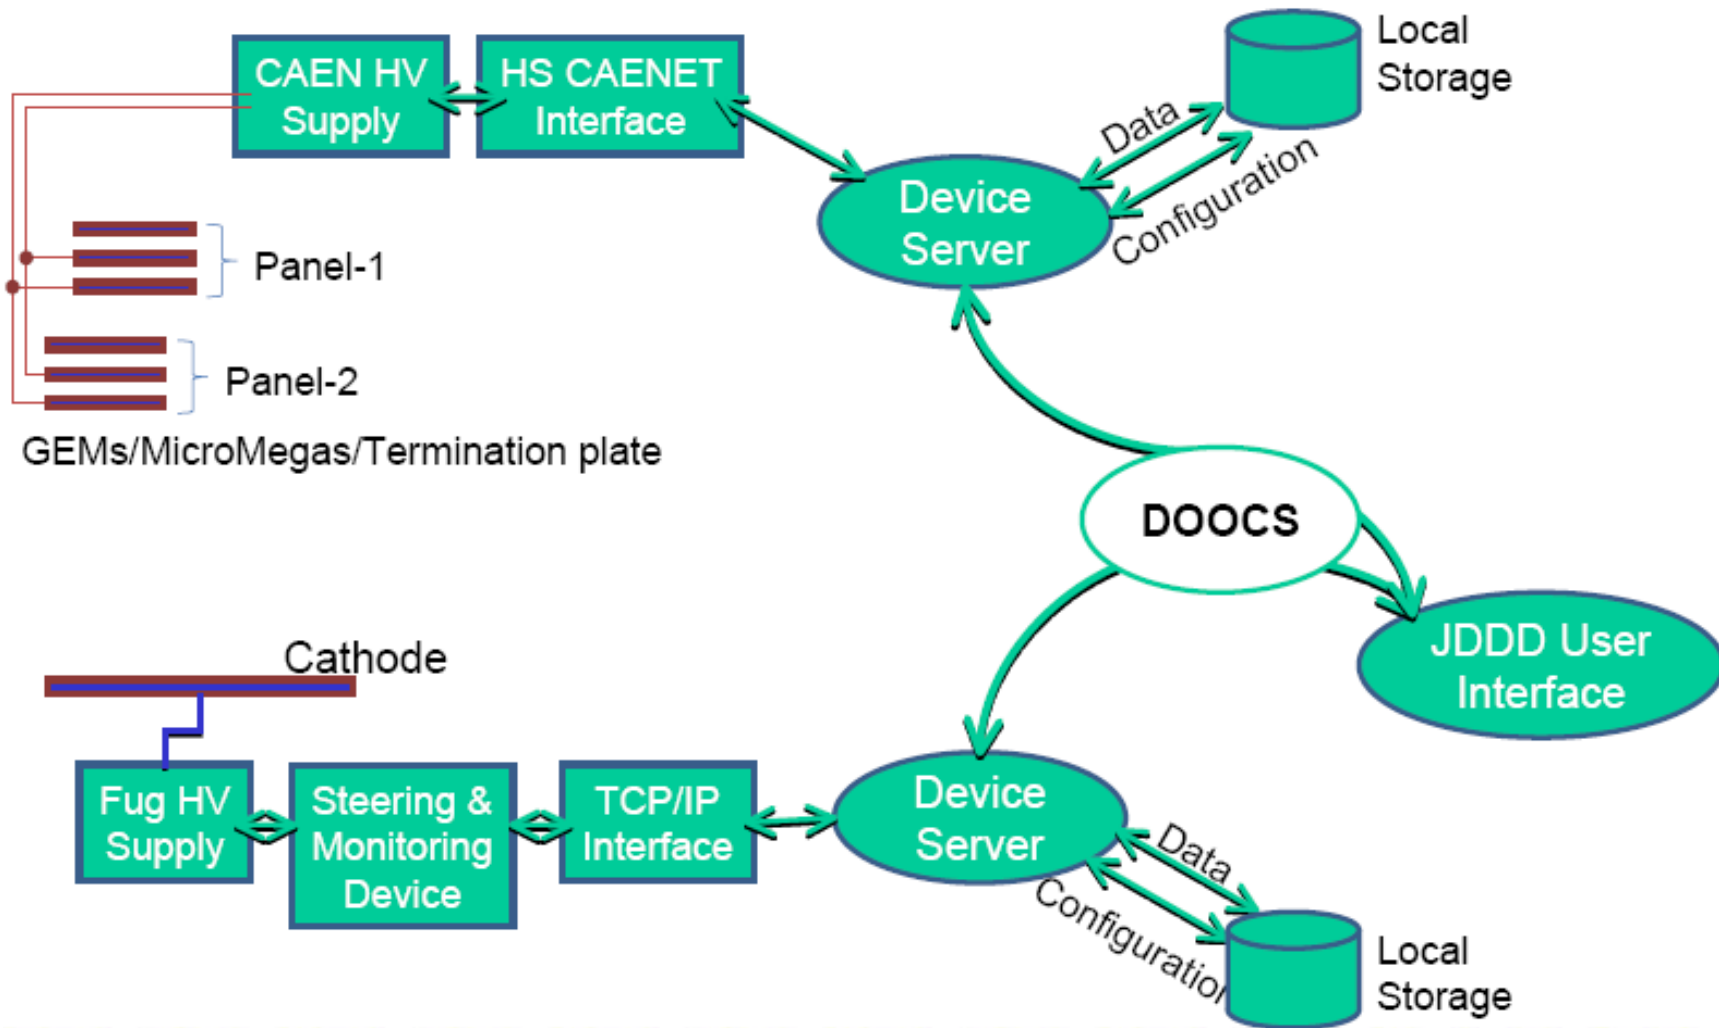 CAEN HV
Supply
HS CAENET
Interface
Local
Storage
Data
Configuration
Device
Server
Panel-1
Panel-2
GEMs/MicroMegas/Termination plate
DOOCS
JDDD User
Interface
Cathode
Fug HV
Supply
Steering &
Monitoring
Device
TCP/IP
Interface
Device
Server
Data
Configuration
Local
Storage